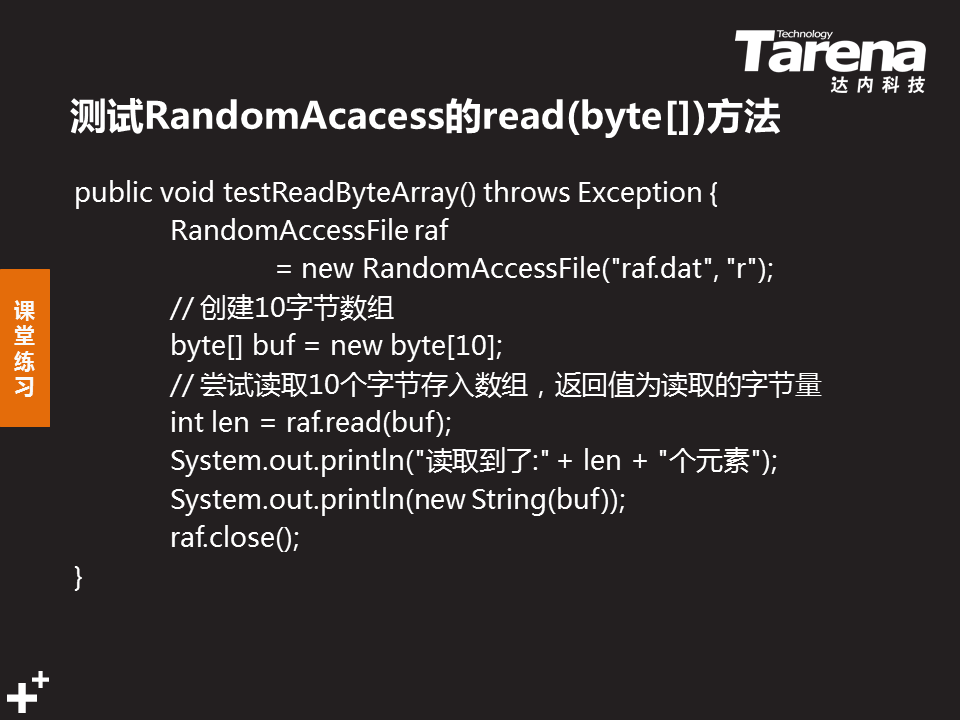 Technology
Tarena
达内科技
测试RandomAcacess的read(byte[])方法
public void testReadByteArray() throws Exception {
RandomAccessFile raf
= new RandomAccessFile("raf.dat", "r");
// 创建10字节数组
byte[] buf = new byte[10];
// 尝试读取10个字节存入数组，返回值为读取的字节量
int len = raf.read(buf);
System.out.println("读取到了:" + len + "个元素");
System.out.println(new String(buf));
raf.close();
}
课堂练习